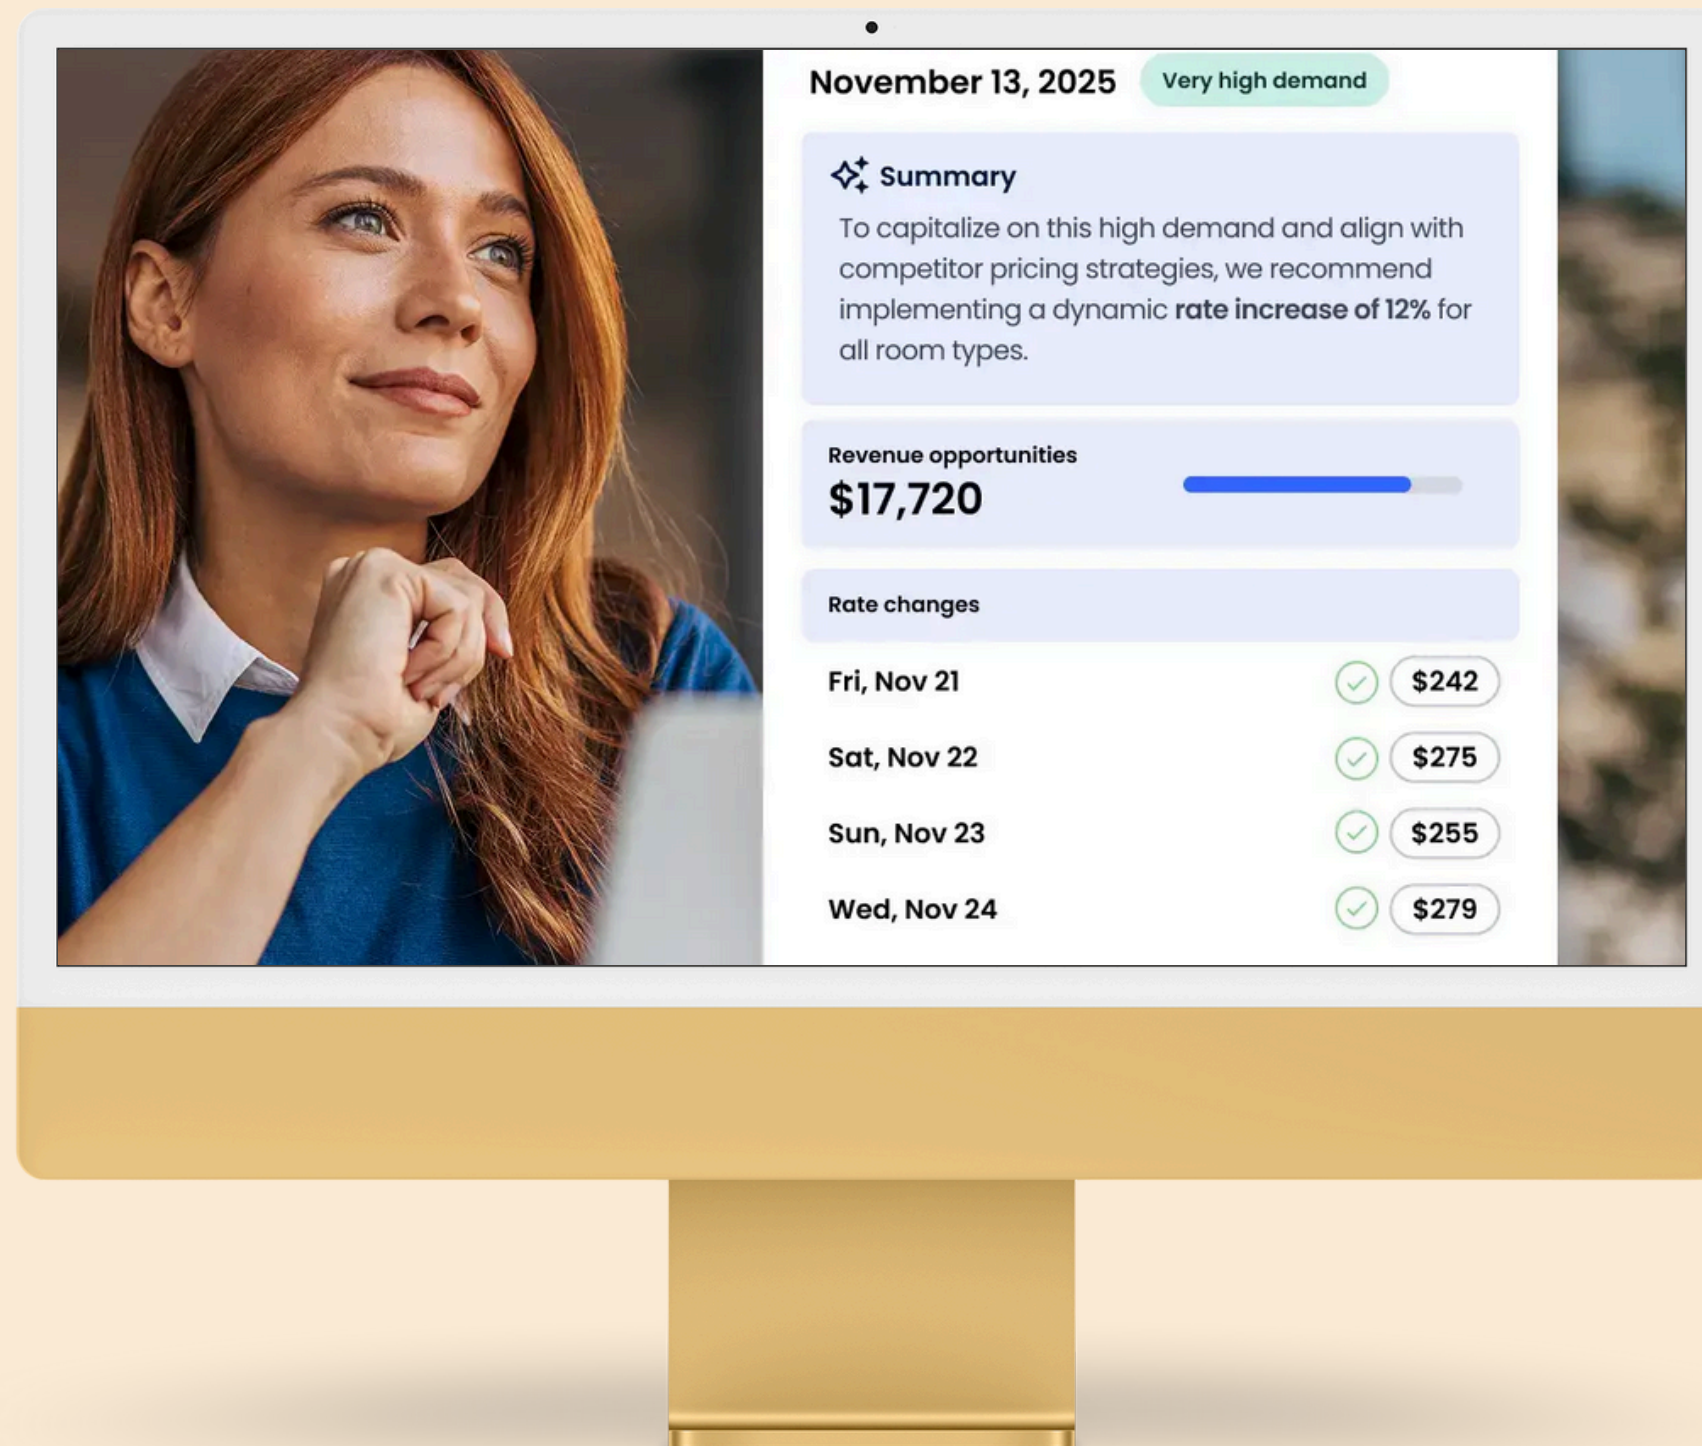 November 13, 2025 Very high demand
Summary
To capitalize on this high demand and align with
competitor pricing strategies, we recommend
implementing a dynamic rate increase of 12% for
all room types.
Revenue opportunities
$17,720
Rate changes
Fri, Nov 21 $242
Sat, Nov 22 $275
Sun, Nov 23 $255
Wed, Nov 24 $279